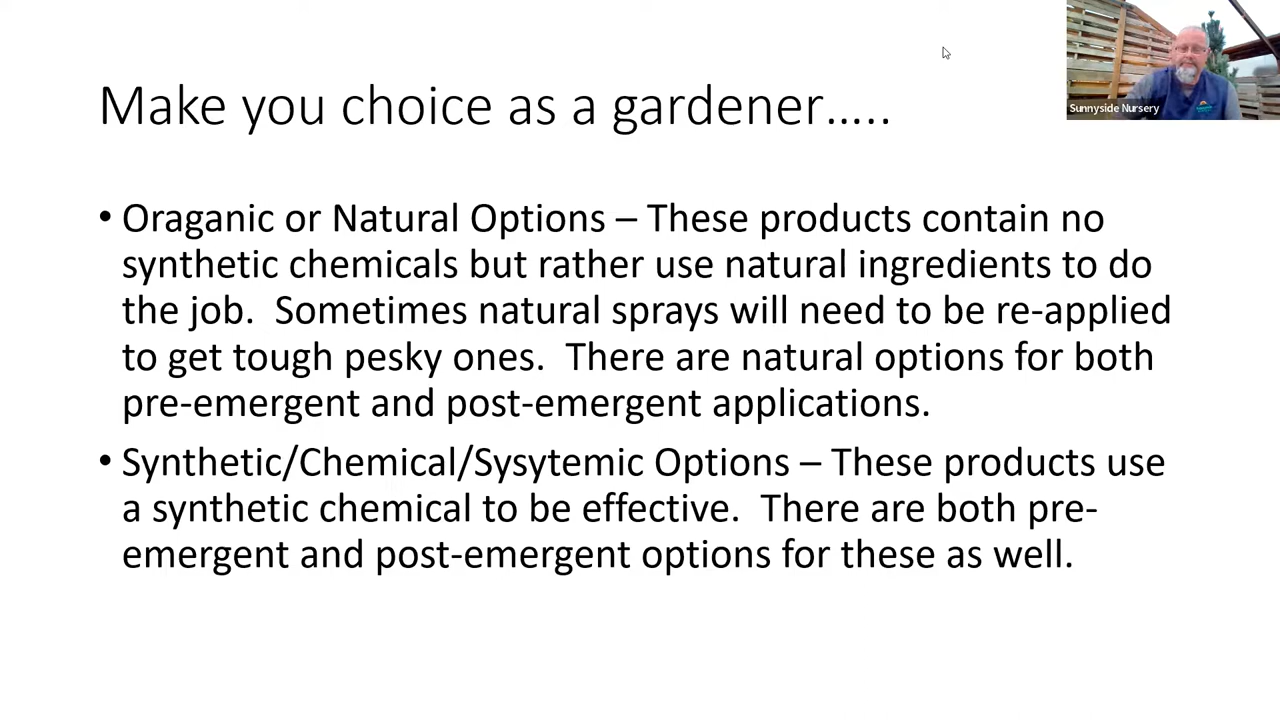 Make you choice as a gardener…..
Sunnyside Nursery
• Oraganic or Natural Options – These products contain no
synthetic chemicals but rather use natural ingredients to do
the job.  Sometimes natural sprays will need to be re-applied
to get tough pesky ones.  There are natural options for both
pre-emergent and post-emergent applications.
• Synthetic/Chemical/Sysytemic Options – These products use
a synthetic chemical to be effective.  There are both pre-
emergent and post-emergent options for these as well.